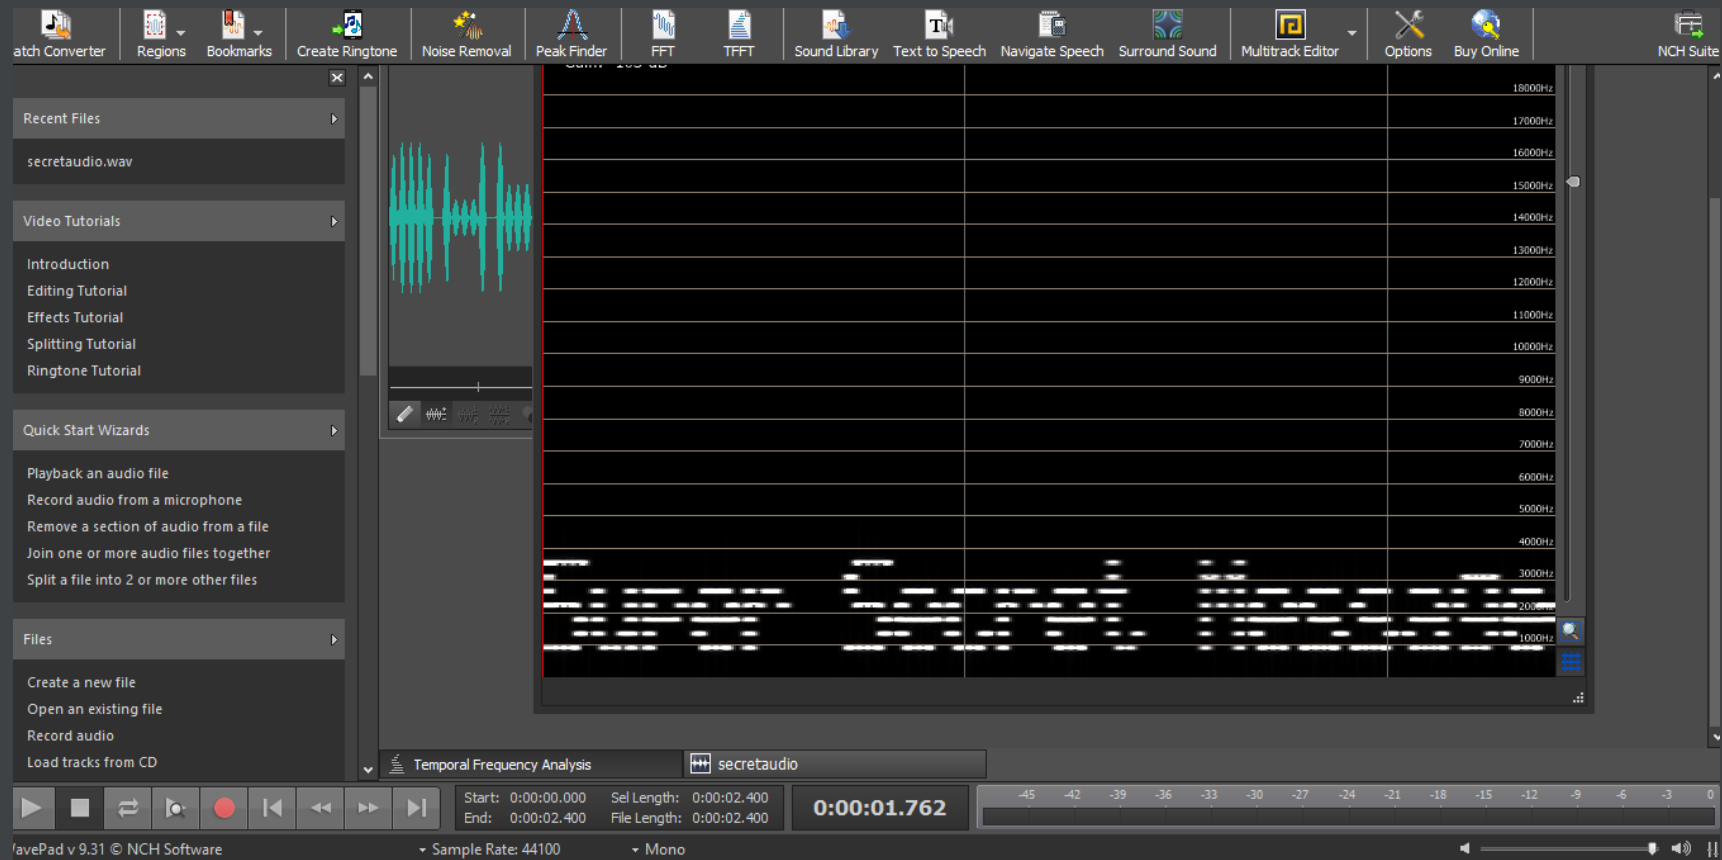 atch Converter
Regions
Bookmarks
Create Ringtone
Noise Removal
Peak Finder
FFT
TFFT
Sound Library
Text to Speech
Navigate Speech
Surround Sound
Multitrack Editor
Options
Buy Online
NCH Suite
Recent Files
secretaudio.wav
Video Tutorials
Introduction
Editing Tutorial
Effects Tutorial
Splitting Tutorial
Ringtone Tutorial
Quick Start Wizards
Playback an audio file
Record audio from a microphone
Remove a section of audio from a file
Join one or more audio files together
Split a file into 2 or more other files
Files
Create a new file
Open an existing file
Record audio
Load tracks from CD
18000Hz
17000Hz
16000Hz
15000Hz
14000Hz
13000Hz
12000Hz
11000Hz
10000Hz
9000Hz
8000Hz
7000Hz
6000Hz
5000Hz
4000Hz
3000Hz
2000Hz
1000Hz
Temporal Frequency Analysis
secretaudio
Start: 0:00:00.000 Sel Length: 0:00:02.400
End: 0:00:02.400 File Length: 0:00:02.400
0:00:01.762
-45 -42 -39 -36 -33 -30 -27 -24 -21 -18 -15 -12 -9 -6 -3 0
avePad v 9.31 © NCH Software
Sample Rate: 44100
Mono